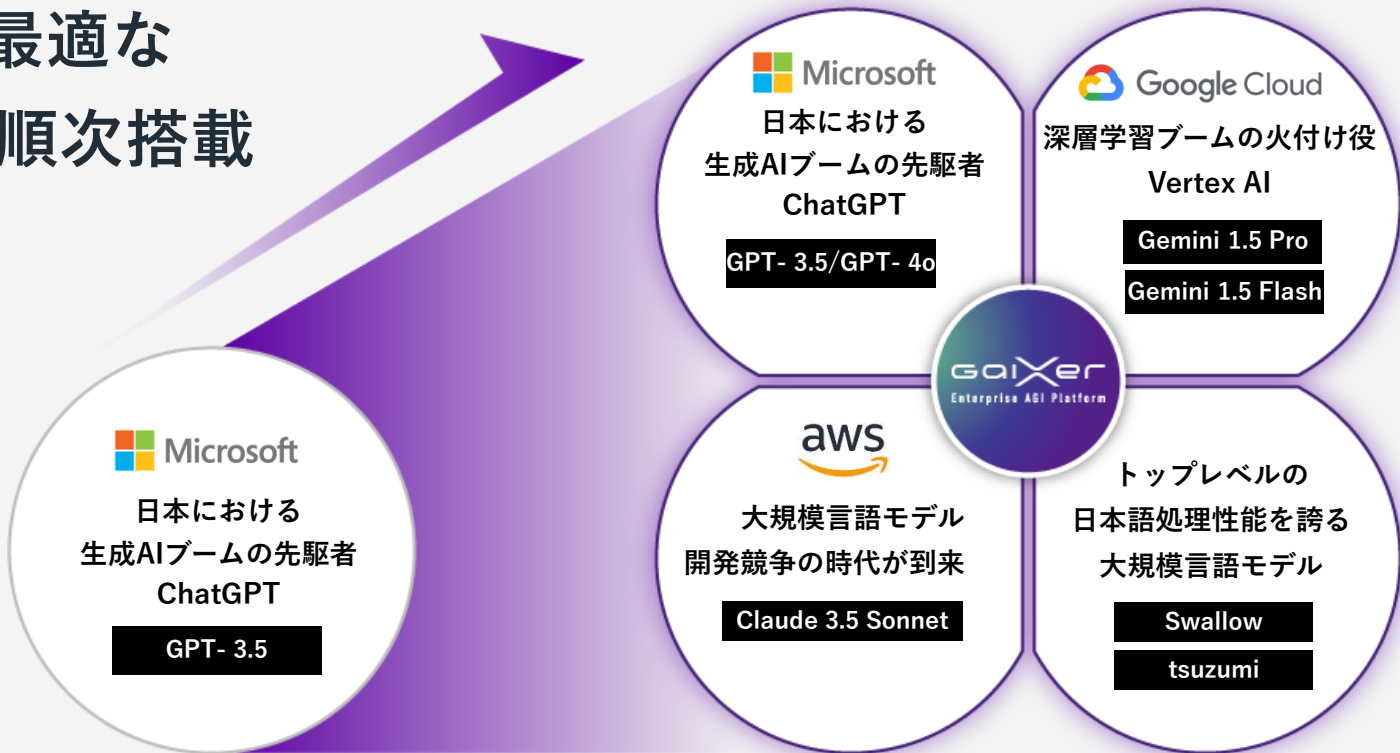 最適な
順次搭載
Microsoft
日本における
生成AIブームの先駆者
ChatGPT
GPT- 3.5
Microsoft
日本における
生成AIブームの先駆者
ChatGPT
GPT- 3.5/GPT- 4o
Google Cloud
深層学習ブームの火付け役
Vertex AI
Gemini 1.5 Pro
Gemini 1.5 Flash
GaiXer
Enterprise AGI Platform
aws
大規模言語モデル
開発競争の時代が到来
Claude 3.5 Sonnet
トップレベルの
日本語処理性能を誇る
大規模言語モデル
Swallow
tsuzumi